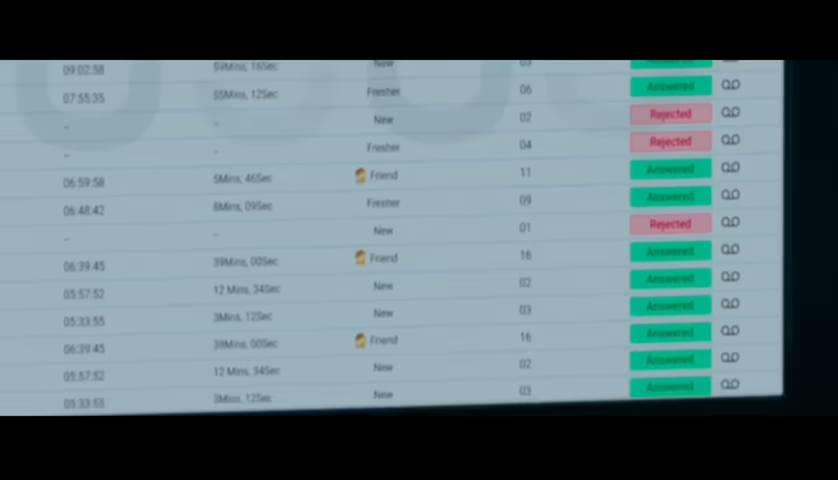 09:02:58 59Mins, 16Sec New 03 Answered
07:55:35 55Mins, 12Sec Fresher 06 Answered
-- -- New 02 Rejected
-- -- Fresher 04 Rejected
06:59:58 5Mins, 46Sec Friend 11 Answered
06:48:42 8Mins, 09Sec Fresher 09 Answered
-- -- New 01 Rejected
06:39:45 39Mins, 00Sec Friend 16 Answered
05:57:52 12 Mins, 34Sec New 02 Answered
05:33:55 3Mins, 12Sec New 03 Answered
06:39:45 39Mins, 00Sec Friend 16 Answered
05:57:52 12 Mins, 34Sec New 02 Answered
05:33:55 3Mins, 12Sec New 03 Answered